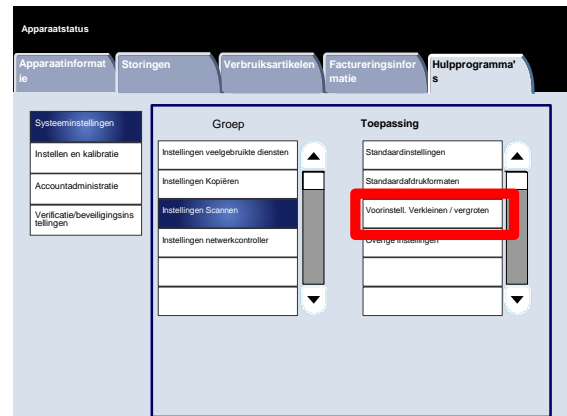 Apparaatstatus
Apparaatinformat
ie
Storingen
Verbruiksartikelen
Factureringsinfor
matie
Hulpprogramma'
s
Systeeminstellingen
Instellen en kalibratie
Accountadministratie
Verificatie/beveiligingsins
tellingen
Groep
Instellingen veelgebruikte diensten
Instellingen Kopiëren
Instellingen Scannen
Instellingen netwerkcontroller
Toepassing
Standaardinstellingen
Standaardafdrukformaten
Voorinstell. Verkleinen / vergroten
Overige instellingen